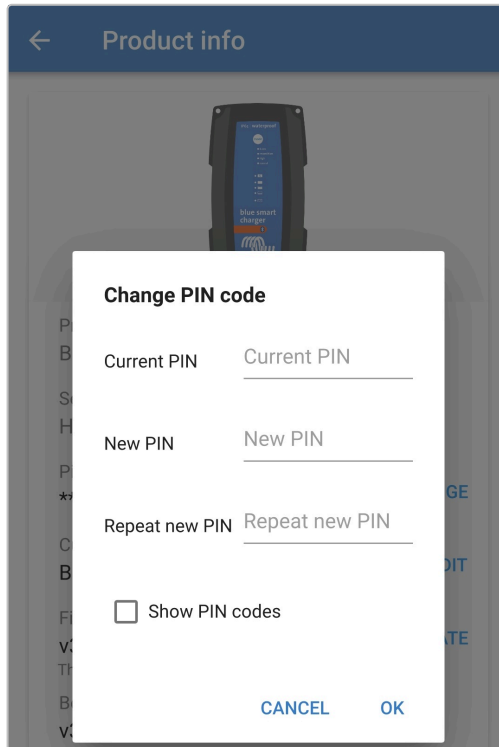 Product info
blue smart
charger
Change PIN code
Current PIN Current PIN
New PIN New PIN
Repeat new PIN Repeat new PIN
Show PIN codes
CANCEL OK